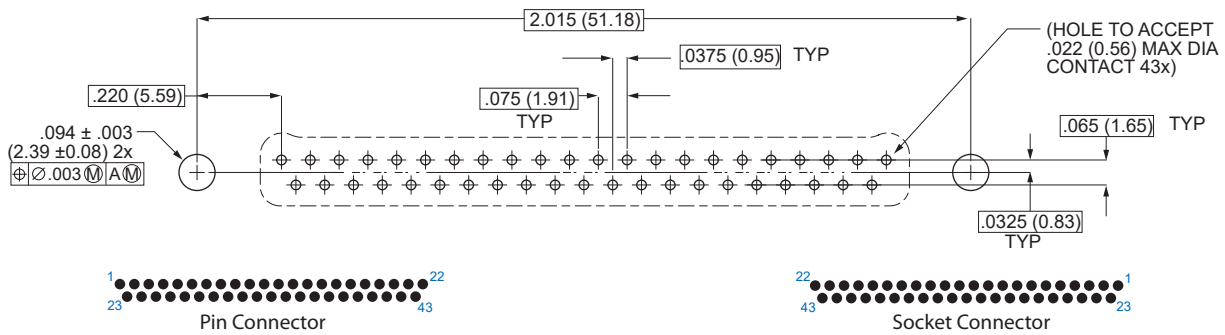 2.015 (51.18)
(HOLE TO ACCEPT
.022 (0.56) MAX DIA
CONTACT 43x)
.0375 (0.95) TYP
.220 (5.59)
.075 (1.91)
TYP
.065 (1.65) TYP
.094 ± .003
(2.39 ±0.08) 2x
⌖ ⌀.003 Ⓜ A Ⓜ
.0325 (0.83)
TYP
1
22
23
43
Pin Connector
22
1
43
23
Socket Connector